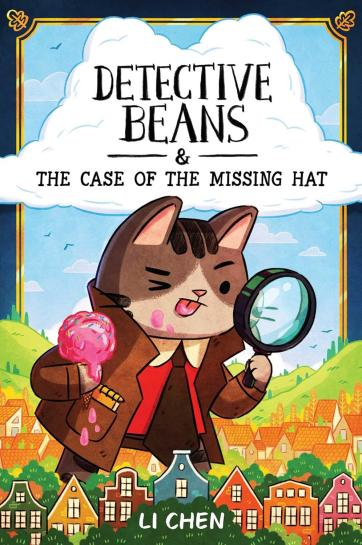 DETECTIVE
BEANS
&
THE CASE OF THE MISSING HAT
LI CHEN